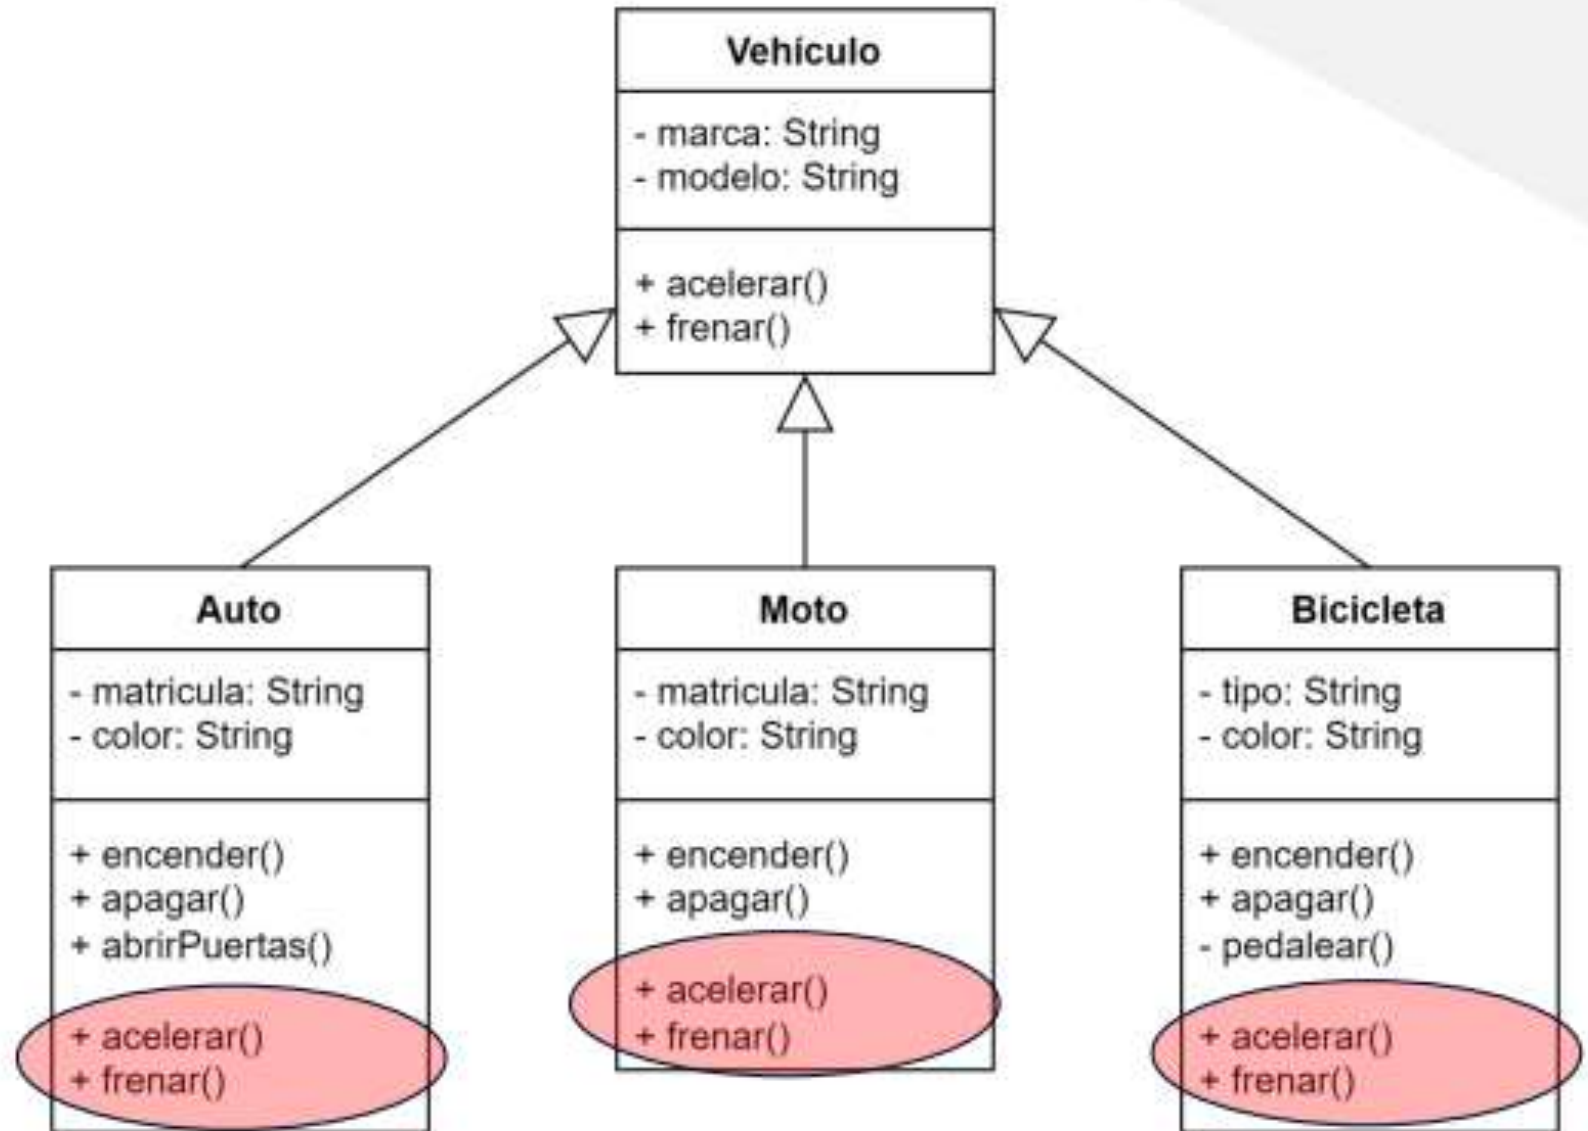 Vehículo
- marca: String
- modelo: String
+ acelerar()
+ frenar()
Auto
- matricula: String
- color: String
+ encender()
+ apagar()
+ abrirPuertas()
+ acelerar()
+ frenar()
Moto
- matricula: String
- color: String
+ encender()
+ apagar()
+ acelerar()
+ frenar()
Bicicleta
- tipo: String
- color: String
+ encender()
+ apagar()
- pedalear()
+ acelerar()
+ frenar()